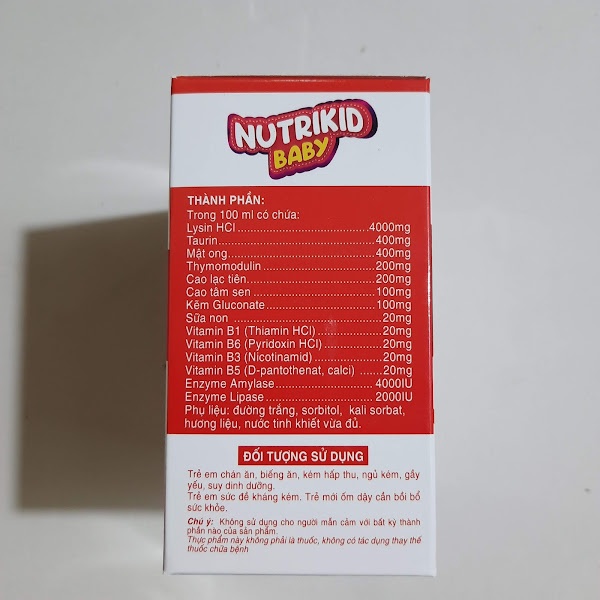 NUTRIKID
BABY
THÀNH PHẦN:
Trong 100 ml có chứa:
Lysin HCl..........................4000mg
Taurin................................400mg
Mật ong.............................400mg
Thymomodulin...................200mg
Cao lạc tiên.......................200mg
Cao tâm sen......................100mg
Kẽm Gluconate..................100mg
Sữa non.............................20mg
Vitamin B1 (Thiamin HCl)................20mg
Vitamin B6 (Pyridoxin HCl)..............20mg
Vitamin B3 (Nicotinamid)................20mg
Vitamin B5 (D-pantothenat, calci).......20mg
Enzyme Amylase......................4000IU
Enzyme Lipase.........................2000IU
Phụ liệu: đường trắng, sorbitol, kali sorbat,
hương liệu, nước tinh khiết vừa đủ.
ĐỐI TƯỢNG SỬ DỤNG
Trẻ em chán ăn, biếng ăn, kém hấp thu, ngủ kém, gầy
yếu, suy dinh dưỡng.
Trẻ em sức đề kháng kém. Trẻ mới ốm dậy cần bồi bổ
sức khỏe.
Chú ý: Không sử dụng cho người mẫn cảm với bất kỳ thành
phần nào của sản phẩm.
Thực phẩm này không phải là thuốc, không có tác dụng thay thế
thuốc chữa bệnh